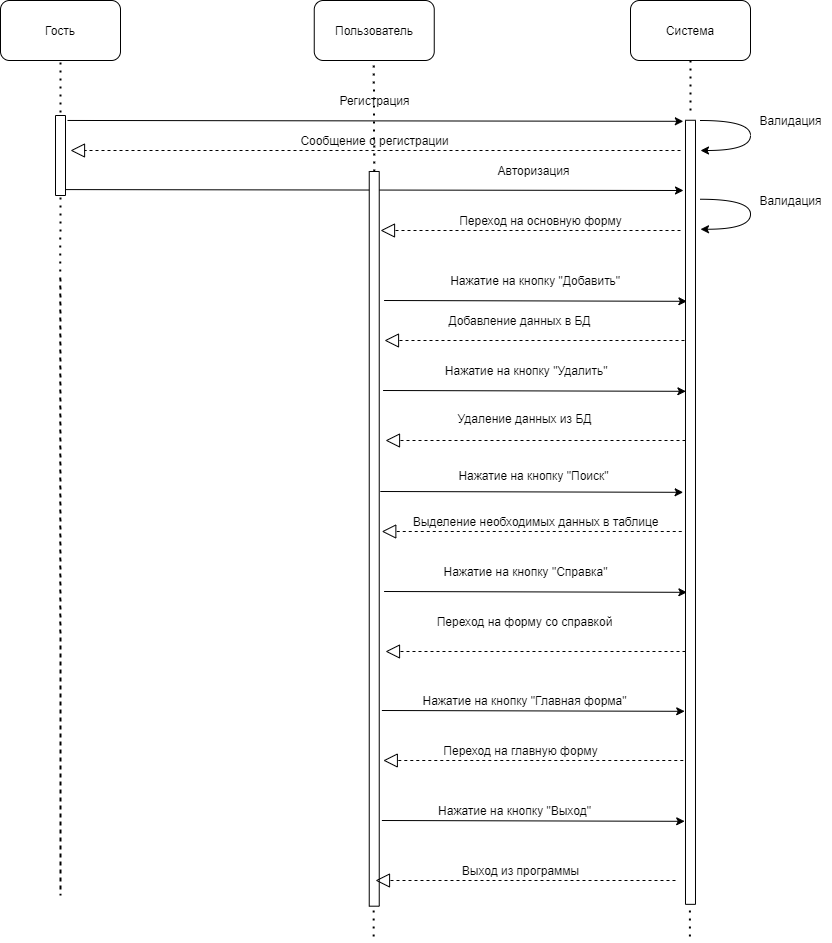 Гость
Пользователь
Система
Регистрация
Валидация
Сообщение о регистрации
Авторизация
Валидация
Переход на основную форму
Нажатие на кнопку "Добавить"
Добавление данных в БД
Нажатие на кнопку "Удалить"
Удаление данных из БД
Нажатие на кнопку "Поиск"
Выделение необходимых данных в таблице
Нажатие на кнопку "Справка"
Переход на форму со справкой
Нажатие на кнопку "Главная форма"
Переход на главную форму
Нажатие на кнопку "Выход"
Выход из программы